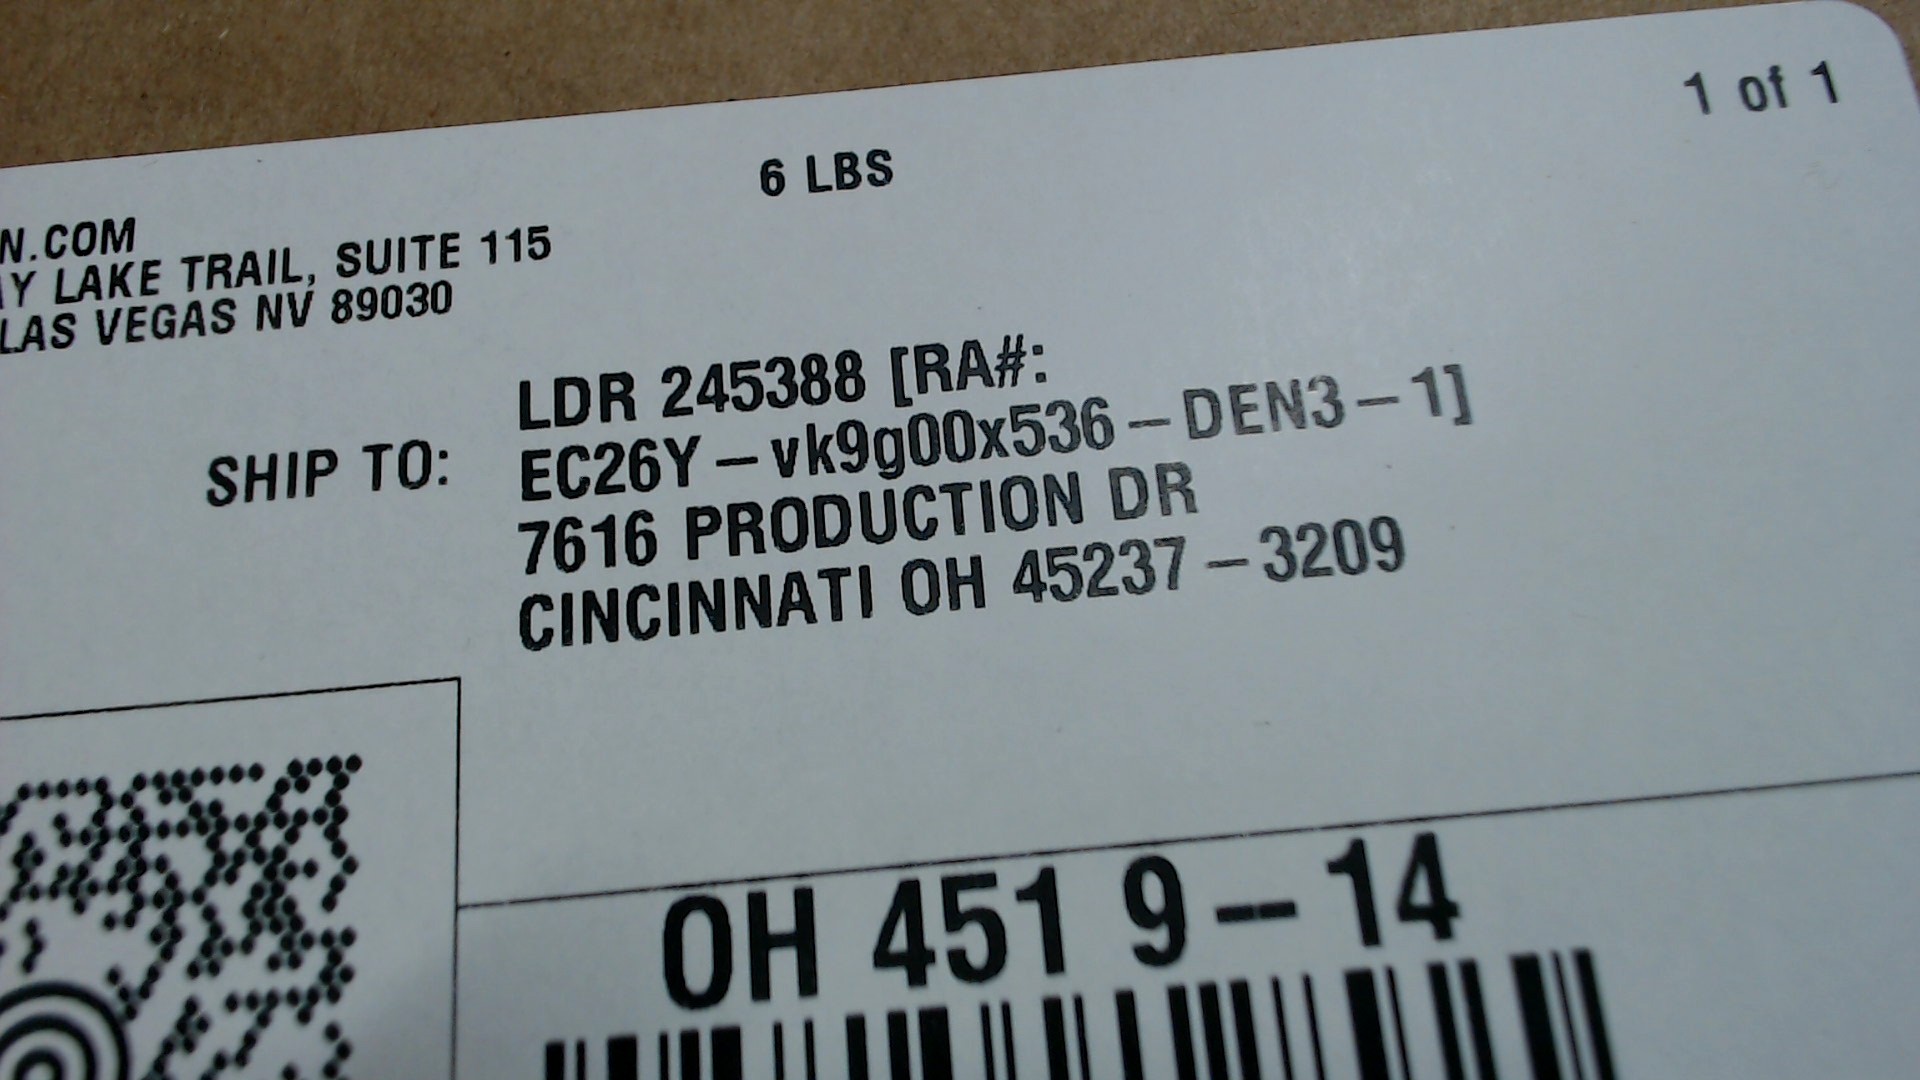 1 of 1
6 LBS
N.COM
AY LAKE TRAIL, SUITE 115
LAS VEGAS NV 89030
LDR 245388 [RA#:
SHIP TO: EC26Y-vk9g00x536-DEN3-1]
7616 PRODUCTION DR
CINCINNATI OH 45237-3209
OH 451 9-14